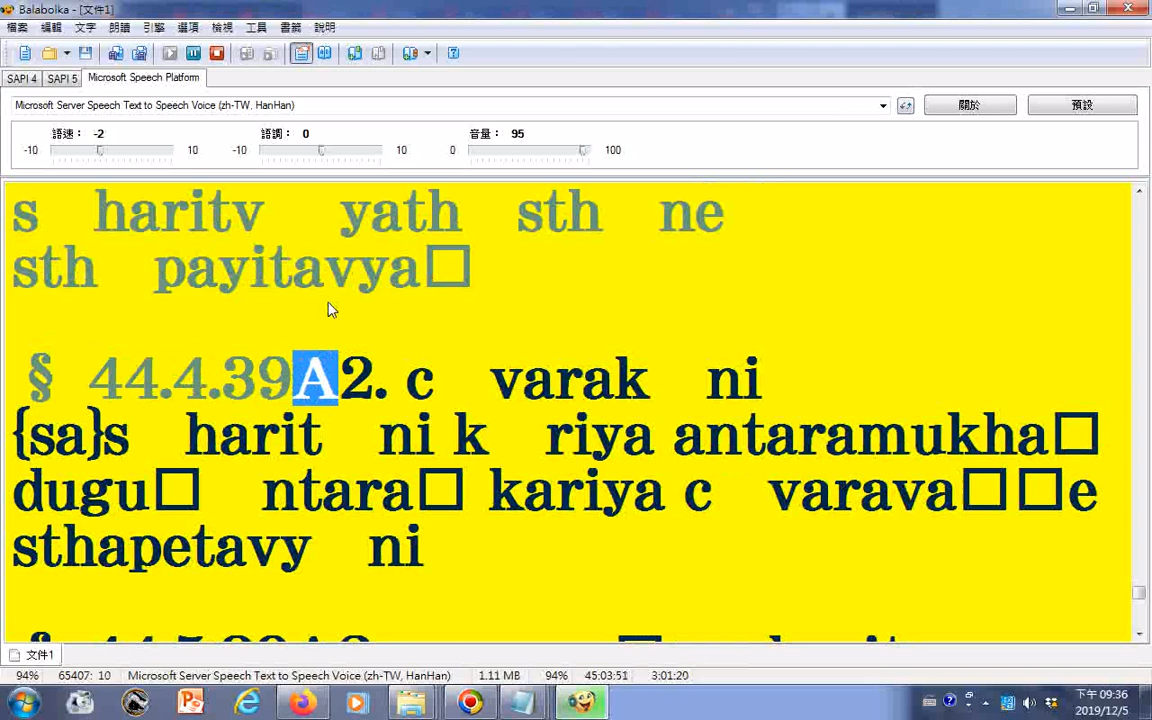 Balabolka - [文件1]
檔案 編輯 文字 朗讀 引擎 選項 檢視 工具 書籤 說明
SAPI 4 SAPI 5 Microsoft Speech Platform
Microsoft Server Speech Text to Speech Voice (zh-TW, HanHan) 關於 預設
語速： -2 語調： 0 音量： 95
-10 10 -10 10 0 100
s haritv yath sth ne
sth payitavya□
§ 44.4.39A2. c varak ni
{sa}s harit ni k riya antaramukha□
dugu□ ntara□ kariya c varava□□e
sthapetavy ni
文件1
94% 65407: 10 Microsoft Server Speech Text to Speech Voice (zh-TW, HanHan) 1.11 MB 94% 45:03:51 3:01:20
下午 09:36
2019/12/5